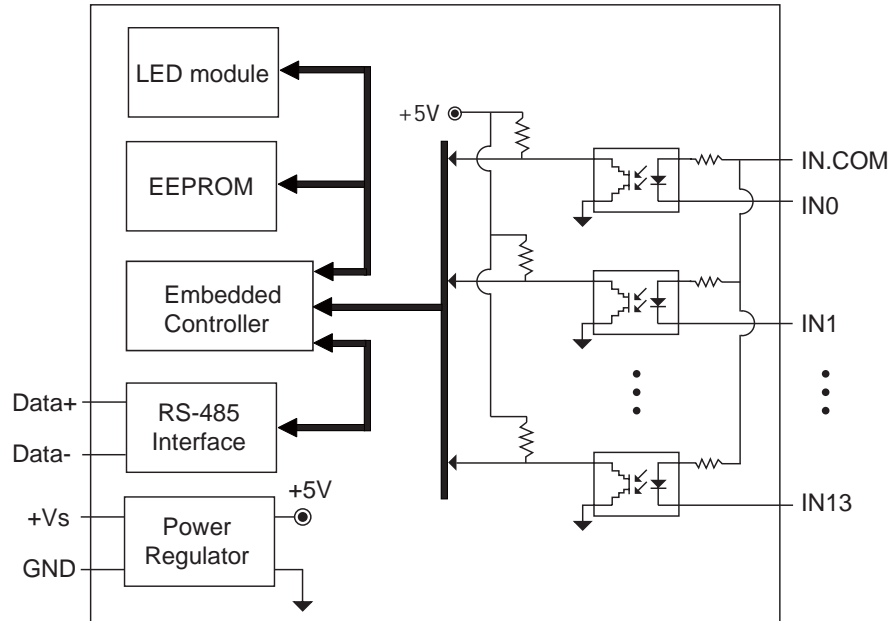 LED module
EEPROM
Embedded
Controller
Data+
Data-
RS-485
Interface
+Vs
GND
Power
Regulator
+5V
+5V
IN.COM
IN0
IN1
IN13